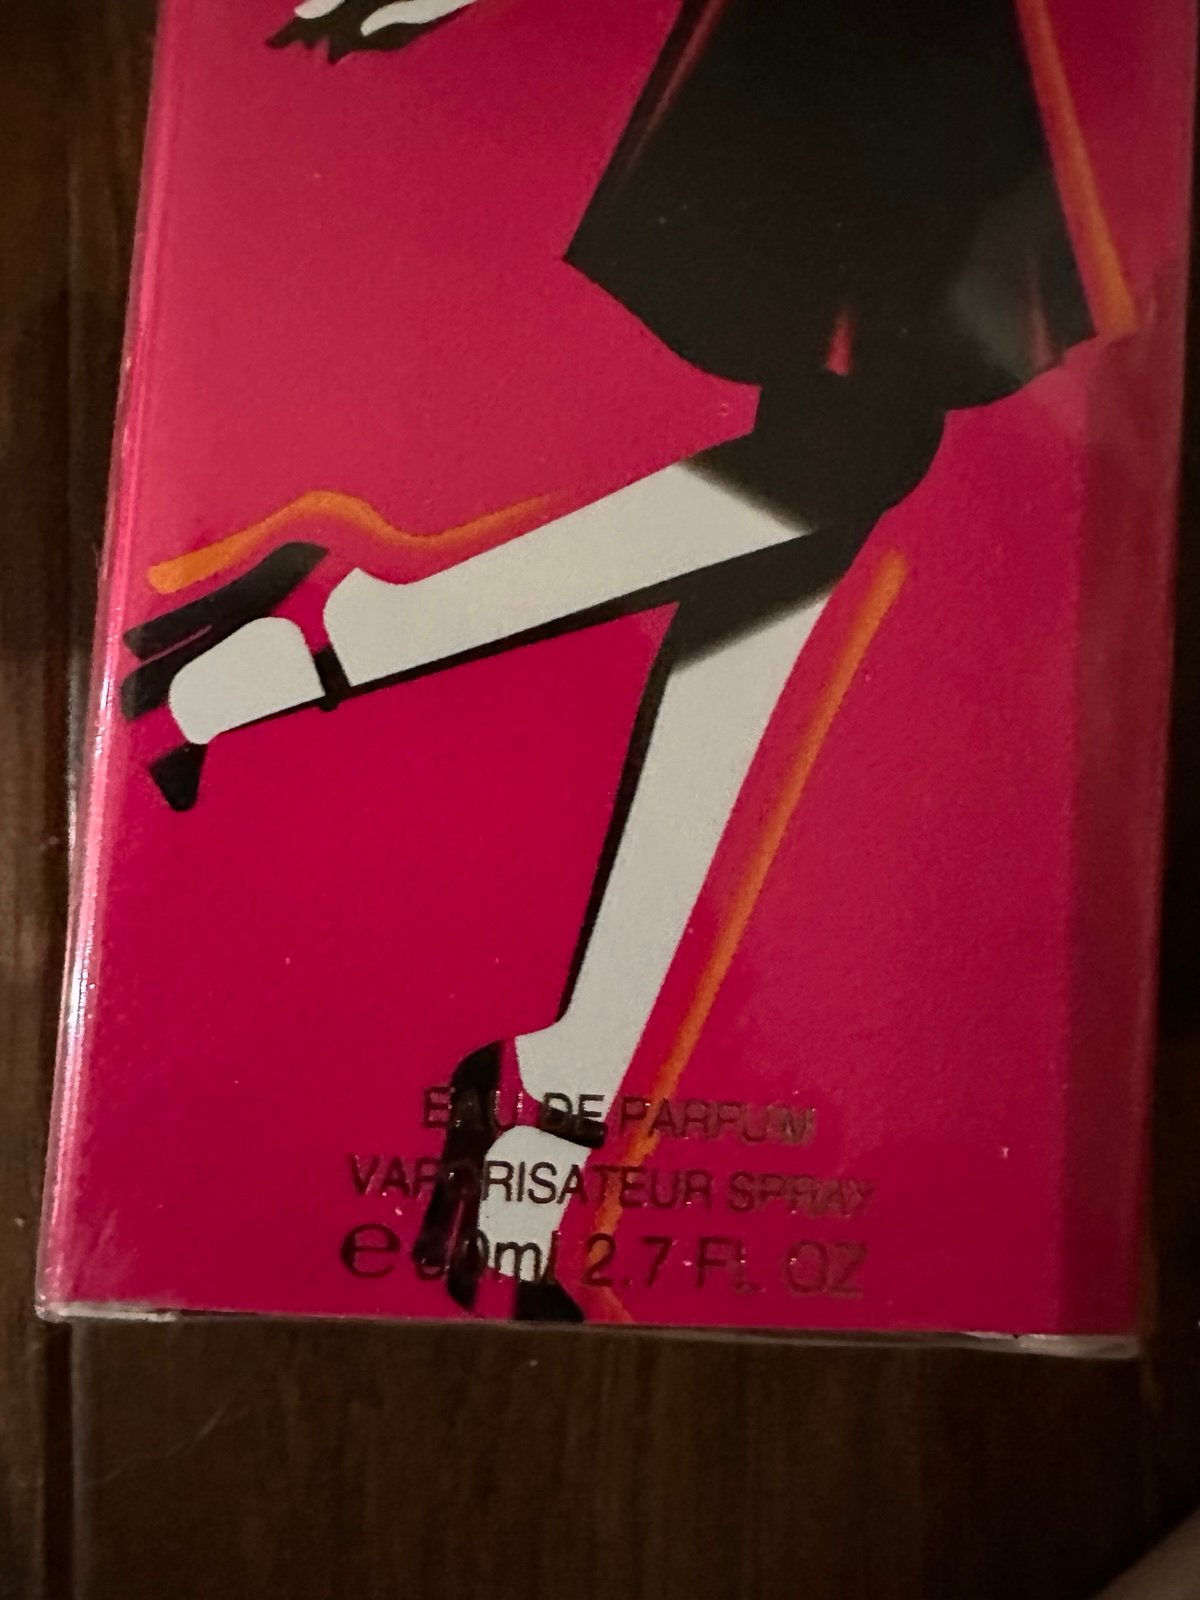 EAU DE PARFUM
VAPORISATEUR SPRAY
℮ 80ml 2.7 FL OZ